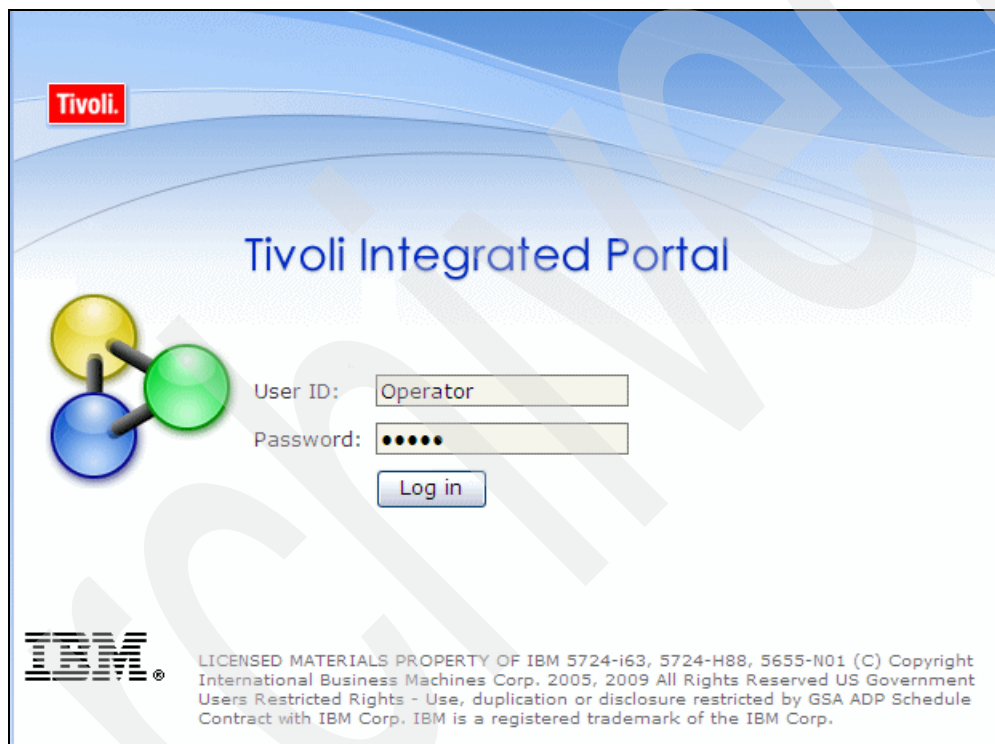 Tivoli.
Tivoli Integrated Portal
User ID: Operator
Password: •••••
Log in
IBM®
LICENSED MATERIALS PROPERTY OF IBM 5724-i63, 5724-H88, 5655-N01 (C) Copyright
International Business Machines Corp. 2005, 2009 All Rights Reserved US Government
Users Restricted Rights - Use, duplication or disclosure restricted by GSA ADP Schedule
Contract with IBM Corp. IBM is a registered trademark of the IBM Corp.